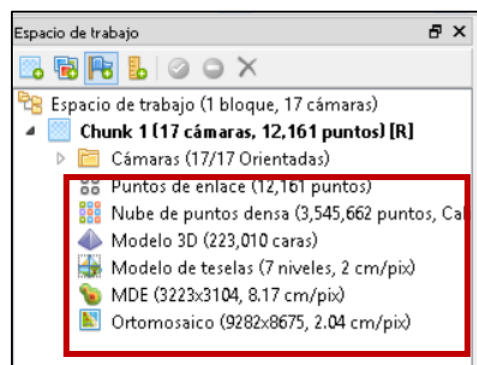 Espacio de trabajo
Espacio de trabajo (1 bloque, 17 cámaras)
Chunk 1 (17 cámaras, 12,161 puntos) [R]
Cámaras (17/17 Orientadas)
Puntos de enlace (12,161 puntos)
Nube de puntos densa (3,545,662 puntos, Cal
Modelo 3D (223,010 caras)
Modelo de teselas (7 niveles, 2 cm/pix)
MDE (3223x3104, 8.17 cm/pix)
Ortomosaico (9282x8675, 2.04 cm/pix)